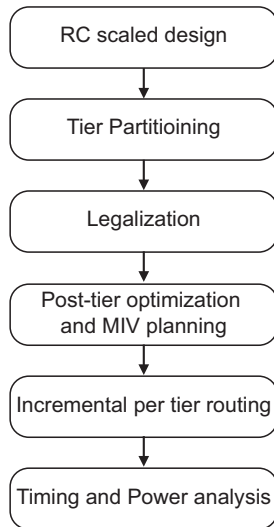 RC scaled design
Tier Partitioining
Legalization
Post-tier optimization
and MIV planning
Incremental per tier routing
Timing and Power analysis